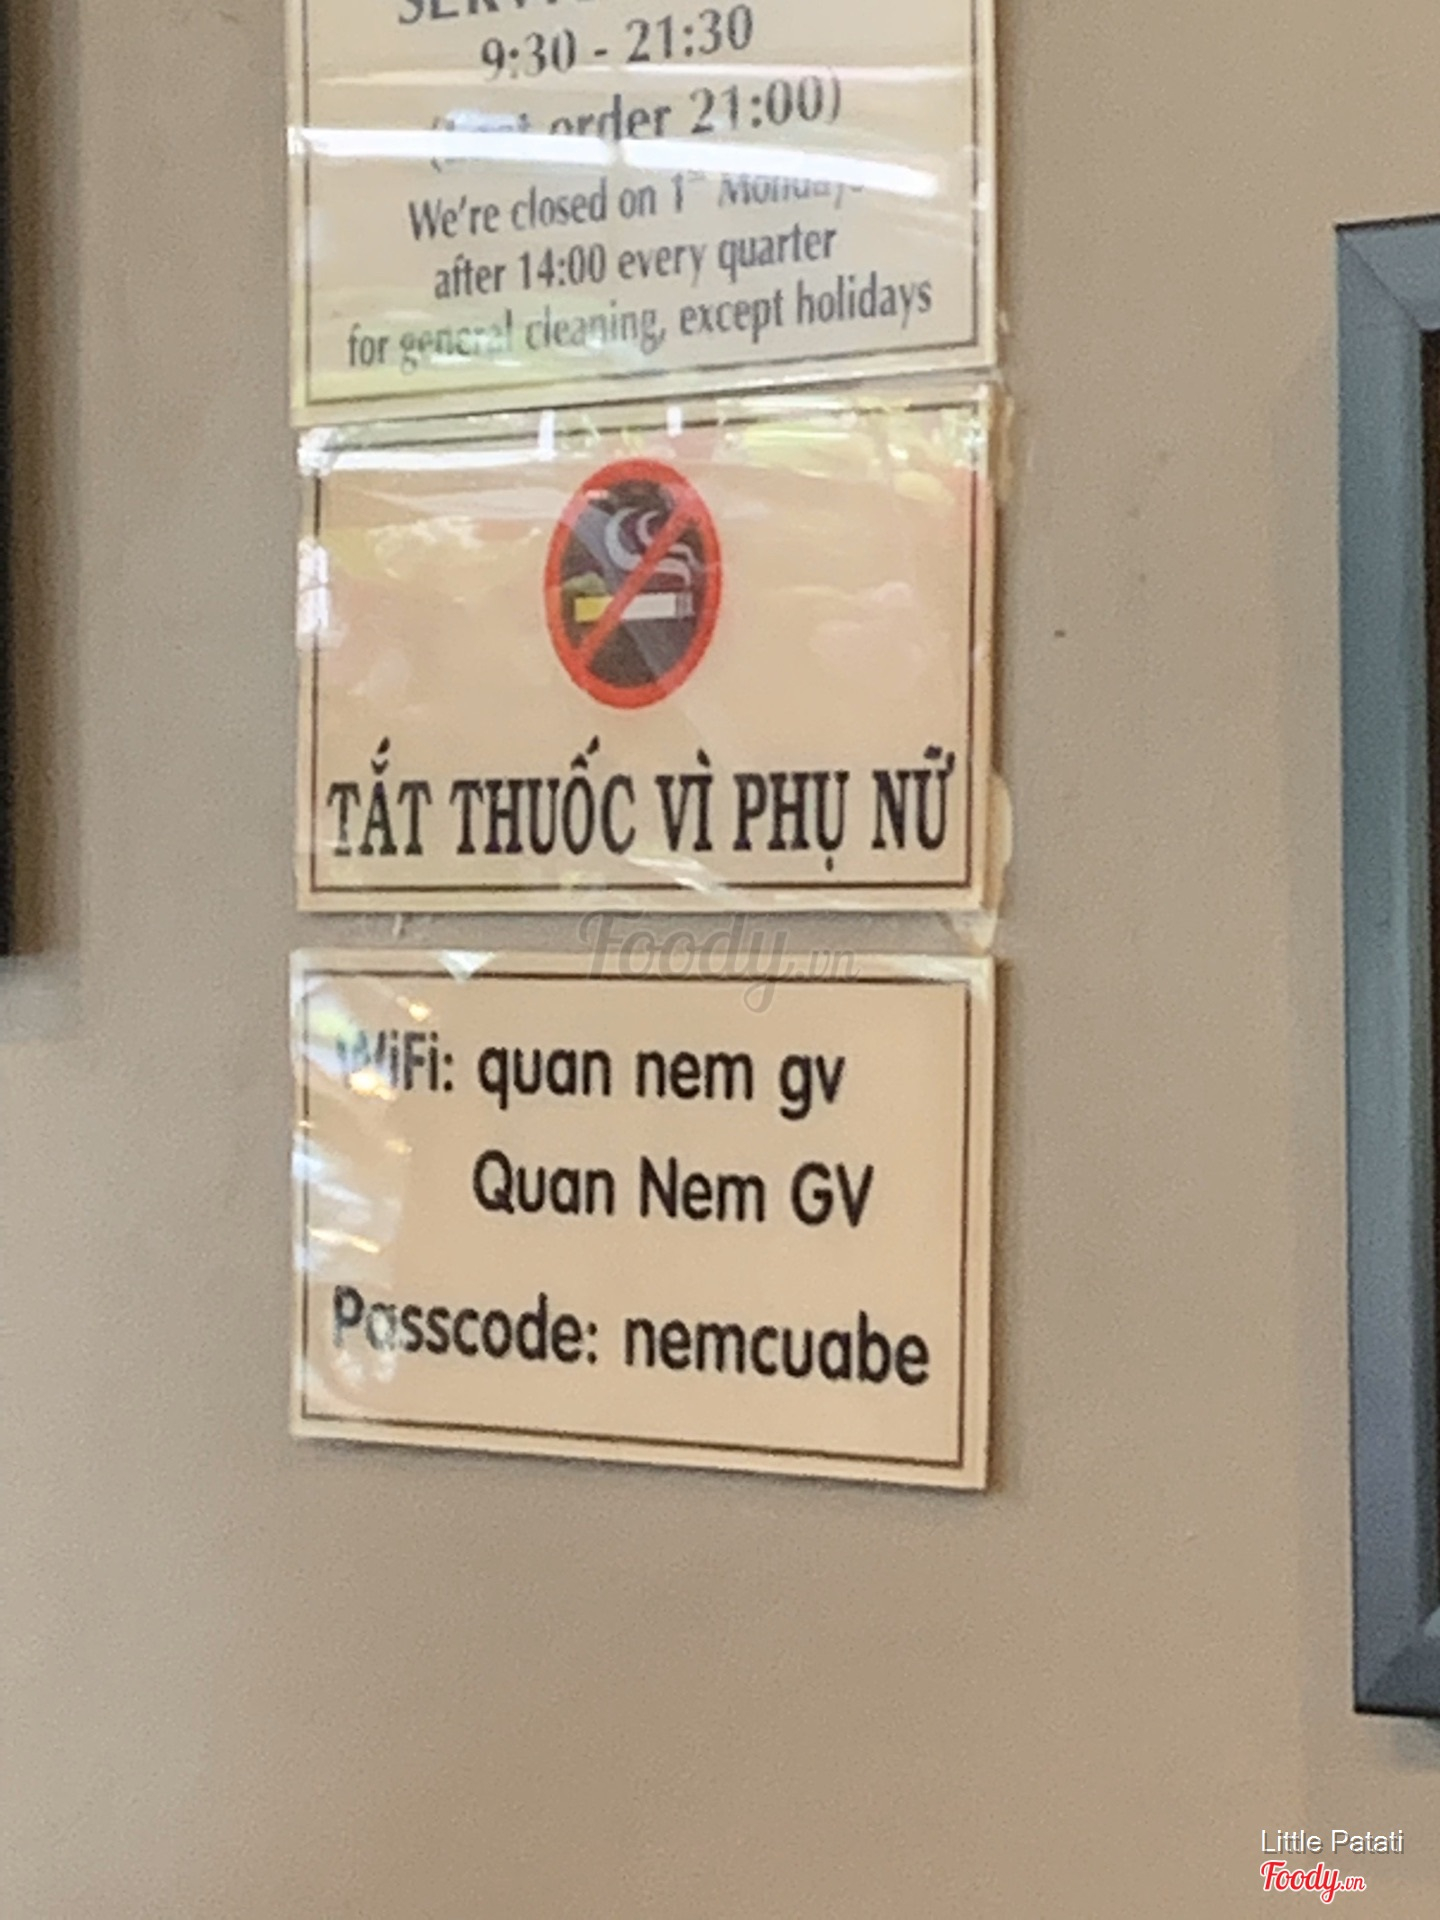 9:30 - 21:30
order 21:00)
We're closed on 1st Mondays
after 14:00 every quarter
for general cleaning, except holidays
TẮT THUỐC VÌ PHỤ NỮ
Foody.vn
WiFi: quan nem gv
Quan Nem GV
Passcode: nemcuabe
Little Patati
Foody.vn